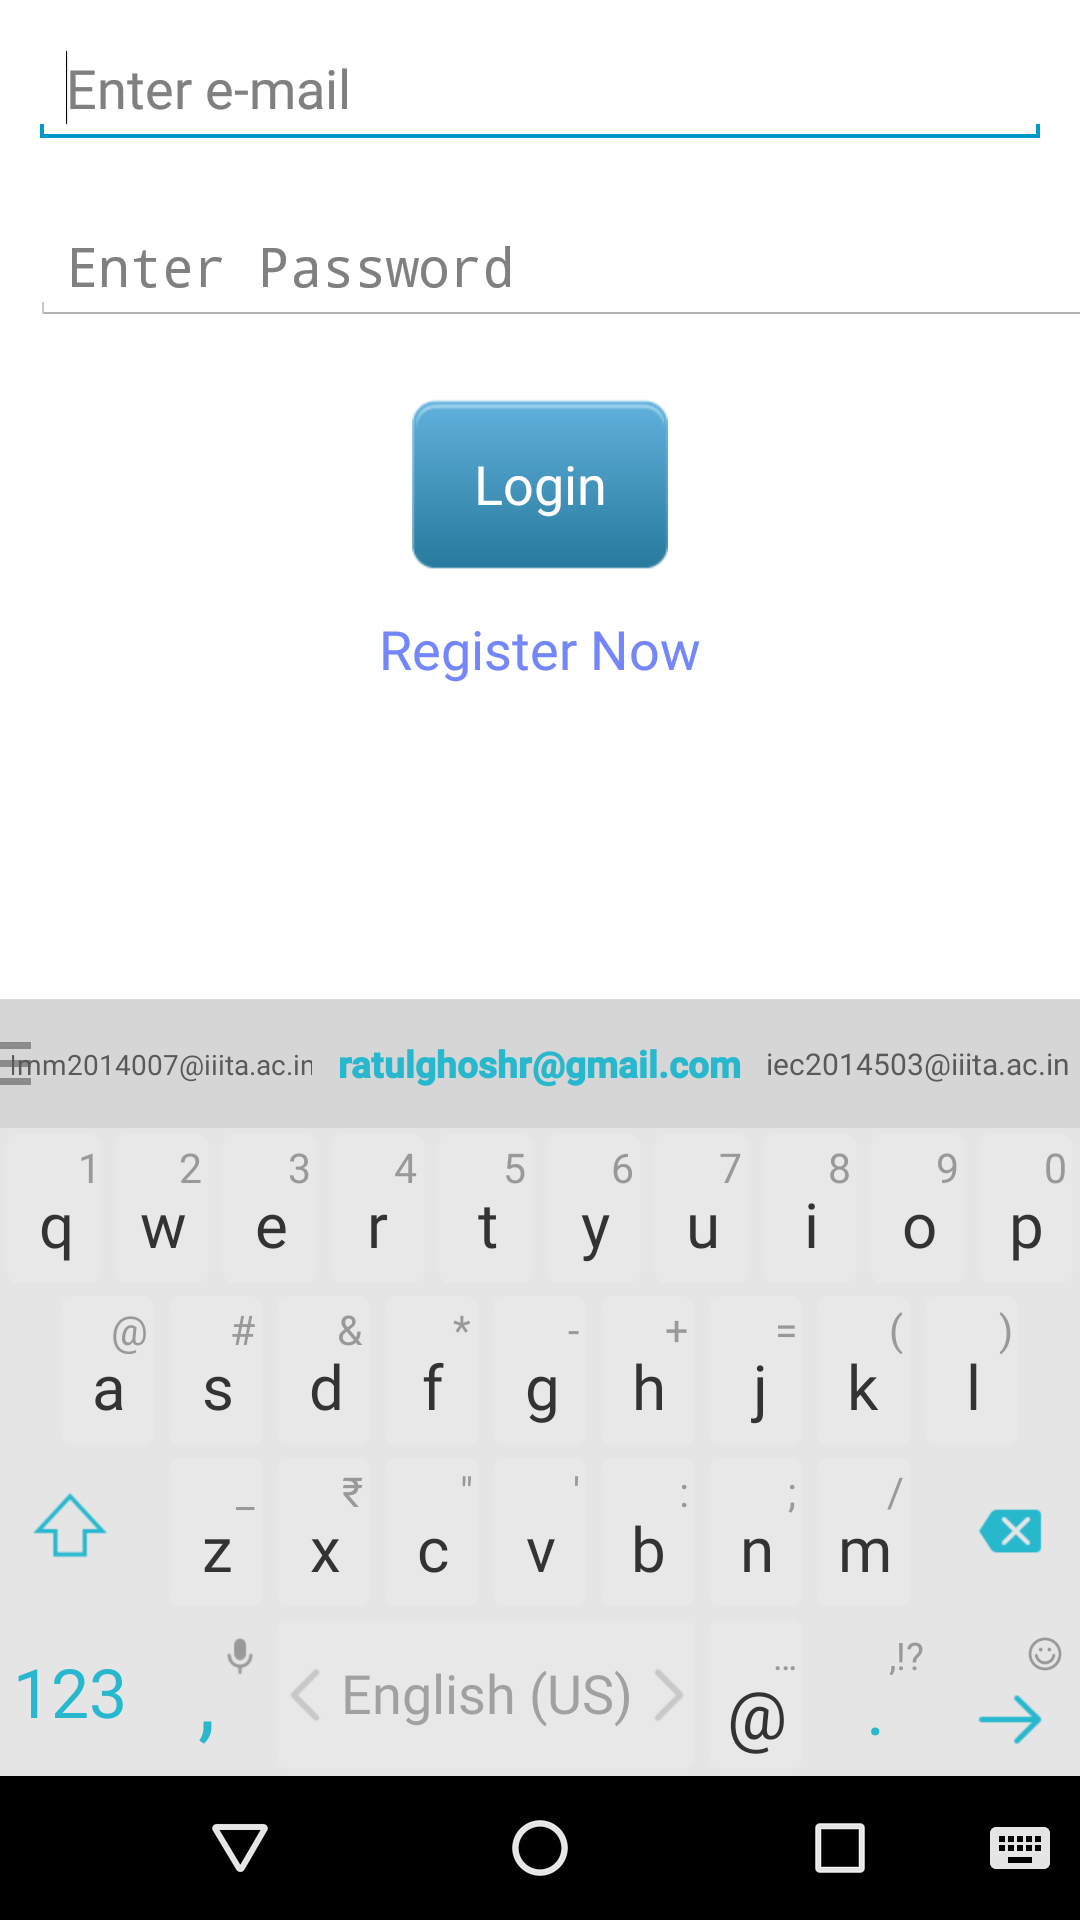 Enter e-mail
Enter Password
Login
Register Now
Imm2014007@iiita.ac.in ratulghoshr@gmail.com iec2014503@iiita.ac.in
1 2 3 4 5 6 7 8 9 0
q w e r t y u i o p
@ # & * - + = ( )
a s d f g h j k l
_ ₹ " ' : ; /
z x c v b n m
... ,!?
123 , English (US) @ .